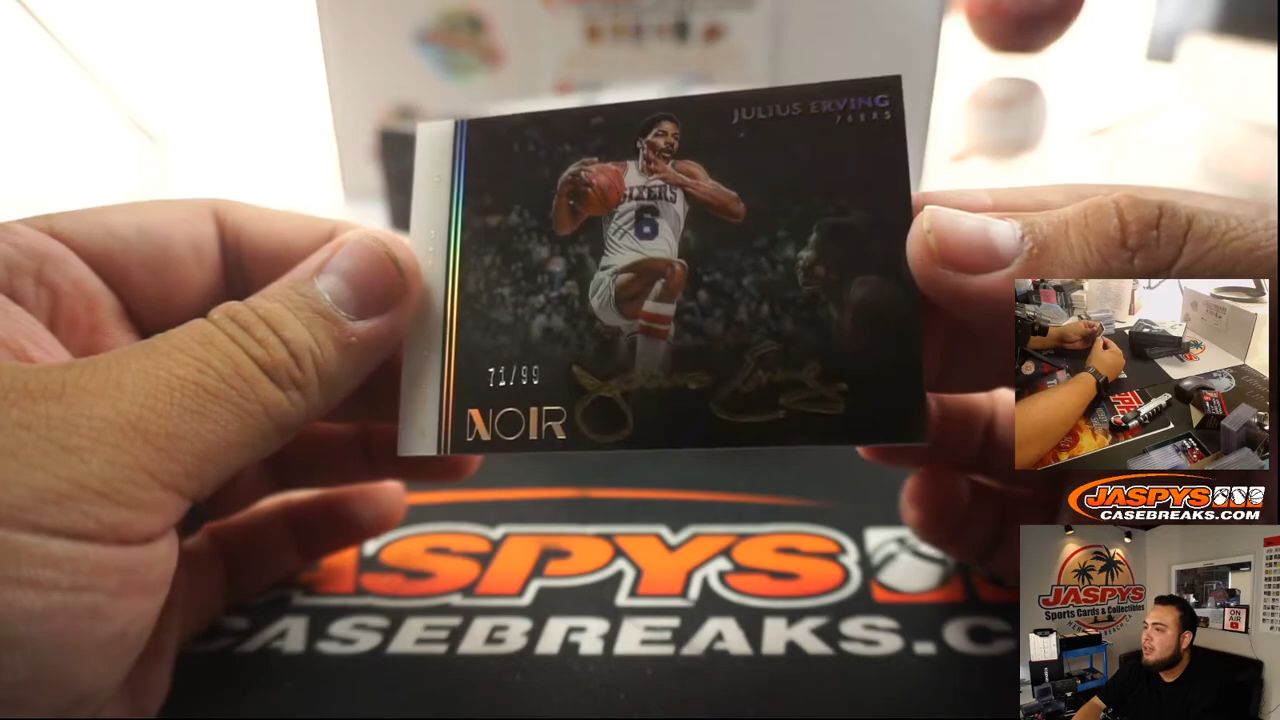 JULIUS ERVING
76ERS
SIXERS
6
71/99
NOIR
JASPYS
CASEBREAKS.C
JASPYS
CASEBREAKS.COM
JASPYS
Sports Cards & Collectibles
ON
AIR